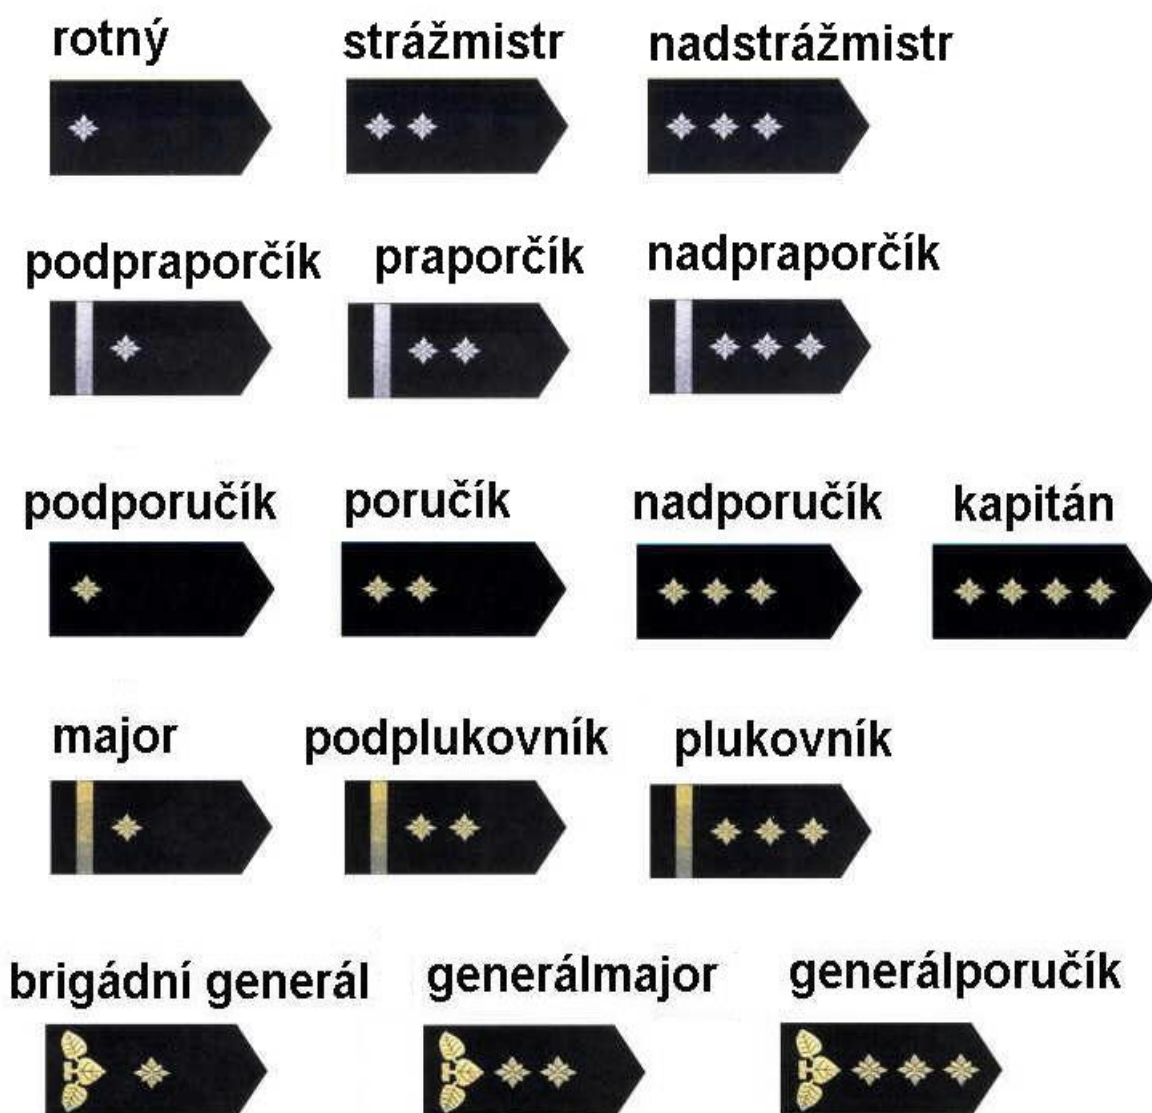 rotný strážmistr nadstrážmistr
podpraporčík praporčík nadpraporčík
podporučík poručík nadporučík kapitán
major podplukovník plukovník
brigádní generál generálmajor generálporučík